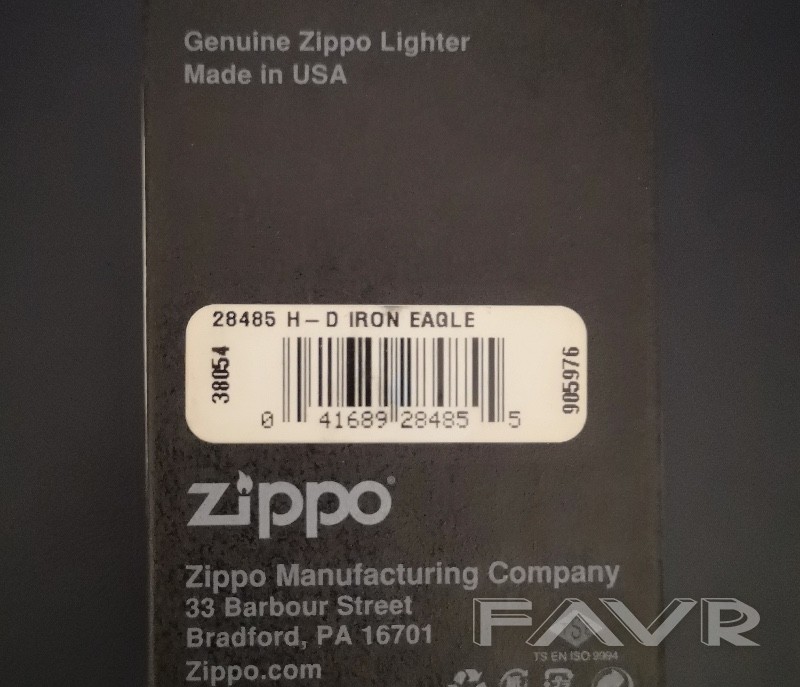 Genuine Zippo Lighter
Made in USA
28485 H-D IRON EAGLE
38054
905976
0 41689 28485 5
zippo®
Zippo Manufacturing Company
33 Barbour Street
Bradford, PA 16701
Zippo.com
FAVR
TS EN ISO 9994